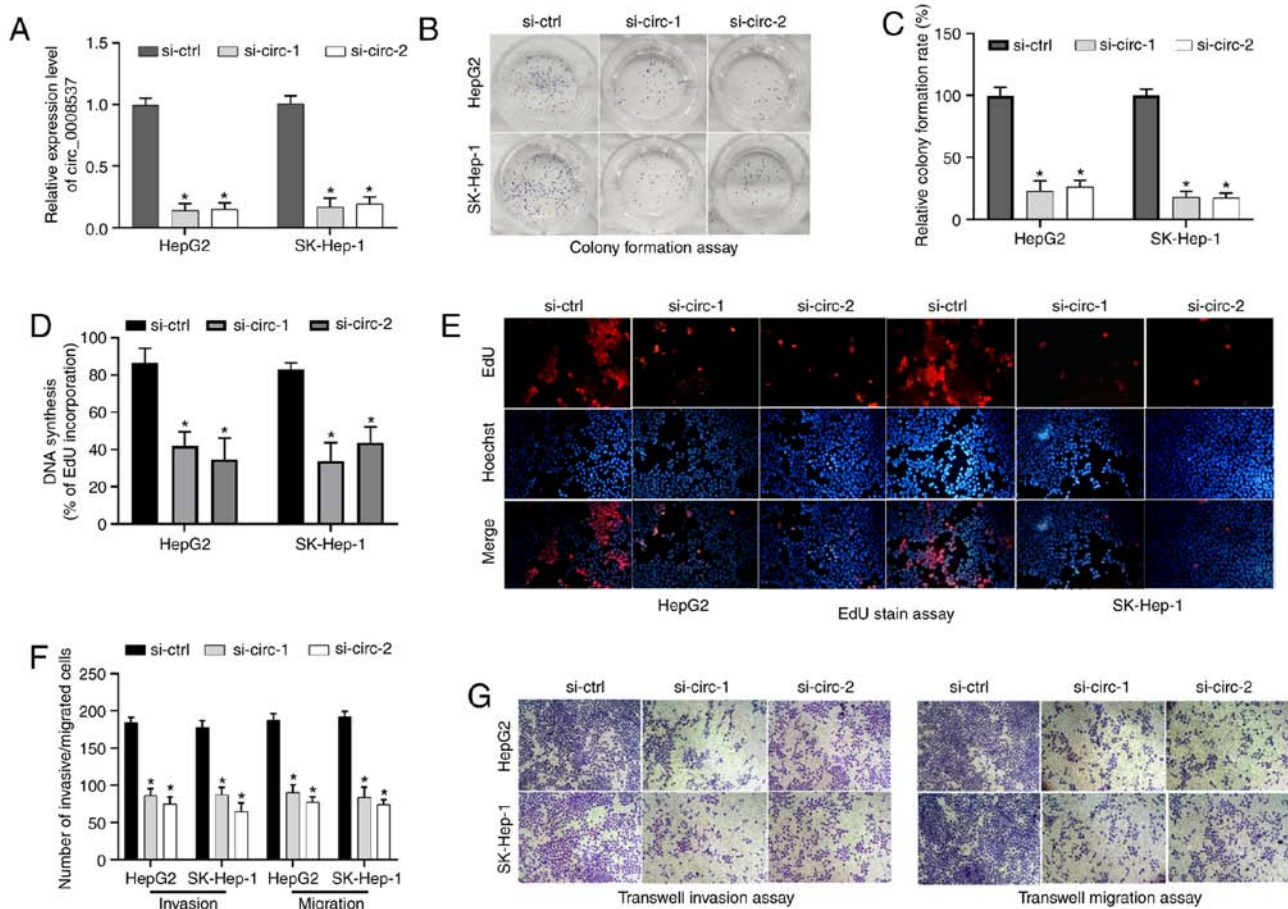 A
si-ctrl si-circ-1 si-circ-2
Relative expression level
of circ_0008537
1.5
1.0
0.5
0.0
* * * *
HepG2 SK-Hep-1
B
si-ctrl si-circ-1 si-circ-2
HepG2
SK-Hep-1
Colony formation assay
C
si-ctrl si-circ-1 si-circ-2
Relative colony formation rate (%)
150
100
50
0
* * * *
HepG2 SK-Hep-1
D
si-ctrl si-circ-1 si-circ-2
DNA synthesis
(% of EdU incorporation)
100
80
60
40
20
0
* * * *
HepG2 SK-Hep-1
E
si-ctrl si-circ-1 si-circ-2 si-ctrl si-circ-1 si-circ-2
EdU
Hoechst
Merge
HepG2 EdU stain assay SK-Hep-1
F
si-ctrl si-circ-1 si-circ-2
Number of invasive/migrated cells
250
200
150
100
50
0
* * * * * * * *
HepG2 SK-Hep-1 HepG2 SK-Hep-1
Invasion Migration
G
si-ctrl si-circ-1 si-circ-2 si-ctrl si-circ-1 si-circ-2
HepG2
SK-Hep-1
Transwell invasion assay Transwell migration assay